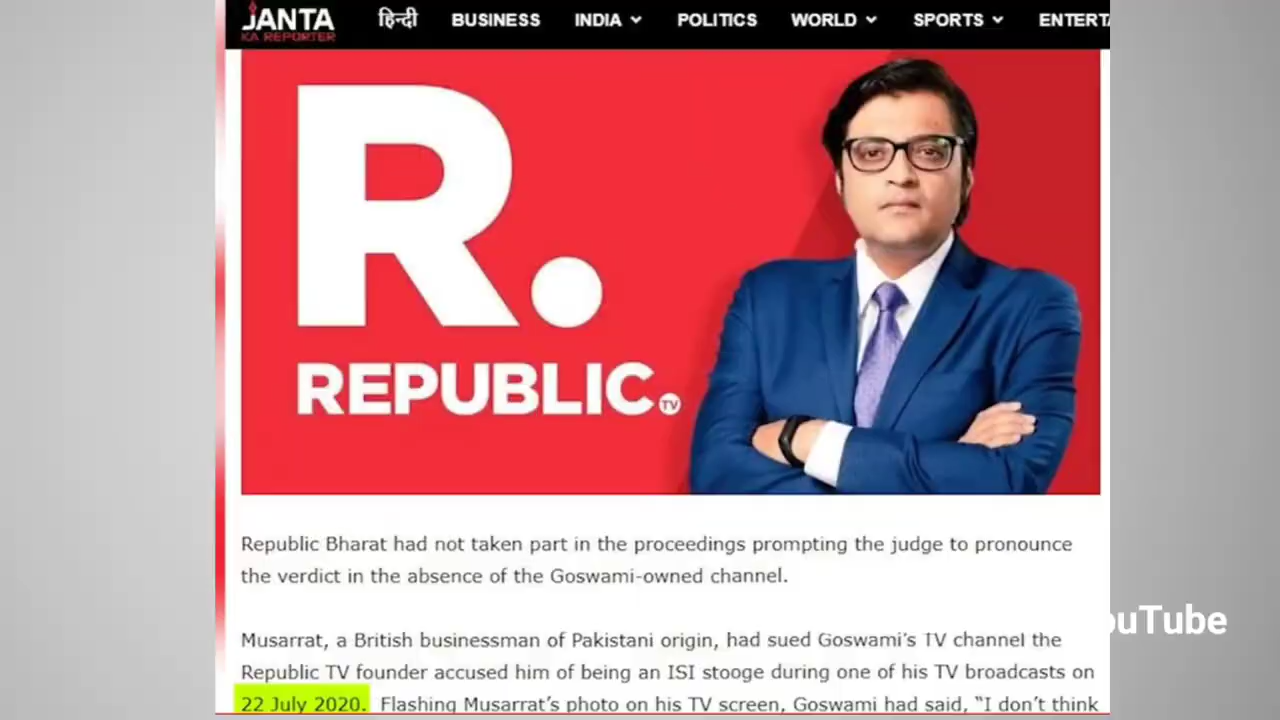 JANTA
KA REPORTER
हिन्दी BUSINESS INDIA POLITICS WORLD SPORTS
R.
REPUBLIC TV
Republic Bharat had not taken part in the proceedings prompting the judge to pronounce
the verdict in the absence of the Goswami-owned channel.
ouTube
Musarrat, a British businessman of Pakistani origin, had sued Goswami's TV channel the
Republic TV founder accused him of being an ISI stooge during one of his TV broadcasts on
22 July 2020. Flashing Musarrat's photo on his TV screen, Goswami had said, “I don't think